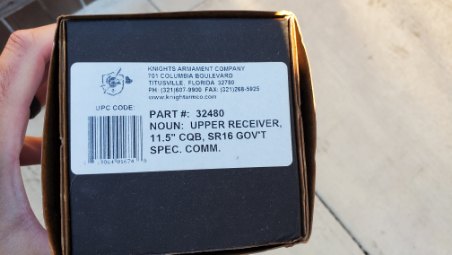 KNIGHTS ARMAMENT COMPANY
701 COLUMBIA BOULEVARD
TITUSVILLE, FLORIDA 32780
PH: (321)607-9900 FAX: (321)268-5925
www.knightarmco.com
UPC CODE
PART #: 32480
NOUN: UPPER RECEIVER,
11.5" CQB, SR16 GOV'T
SPEC. COMM.